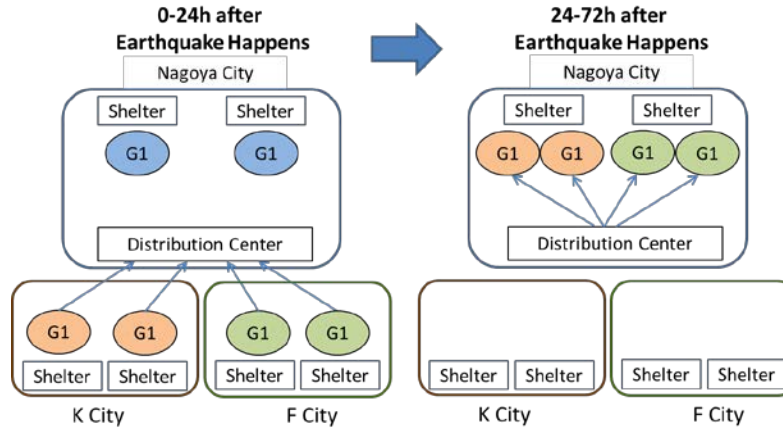 0-24h after
Earthquake Happens
Nagoya City
Shelter
Shelter
G1
G1
Distribution Center
G1
G1
G1
G1
Shelter
Shelter
Shelter
Shelter
K City
F City
24-72h after
Earthquake Happens
Nagoya City
Shelter
Shelter
G1
G1
G1
G1
Distribution Center
Shelter
Shelter
Shelter
Shelter
K City
F City